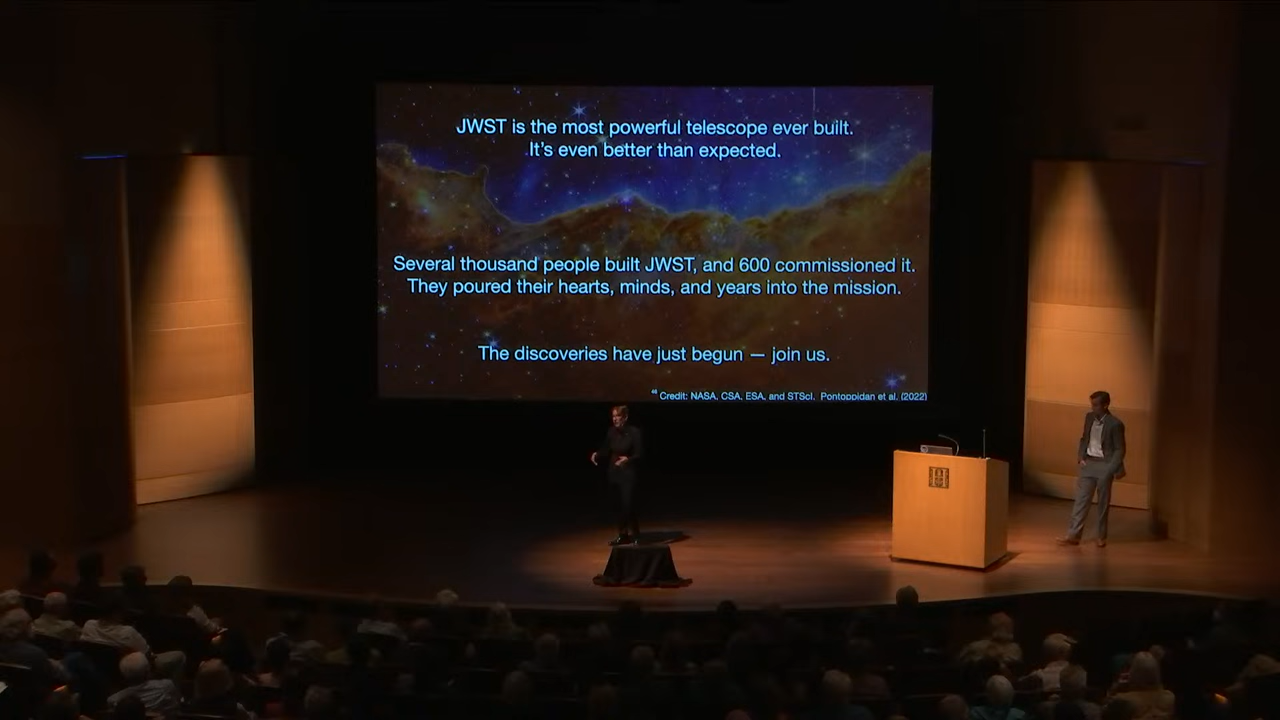 JWST is the most powerful telescope ever built.
It's even better than expected.
Several thousand people built JWST, and 600 commissioned it.
They poured their hearts, minds, and years into the mission.
The discoveries have just begun — join us.
46 Credit: NASA, CSA, ESA, and STScI, Pontoppidan et al. (2022)